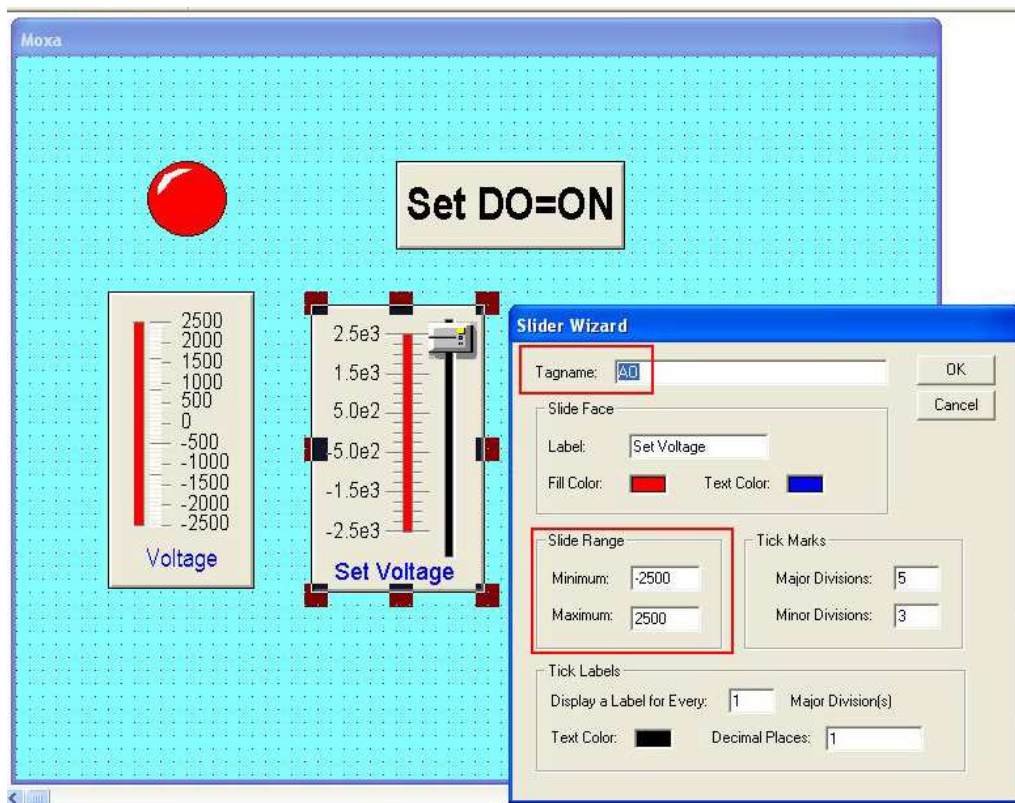 Moxa
Set DO=ON
2500
2000
1500
1000
500
0
-500
-1000
-1500
-2000
-2500
Voltage
2.5e3
1.5e3
5.0e2
-5.0e2
-1.5e3
-2.5e3
Set Voltage
Slider Wizard
Tagname: AO
OK
Cancel
Slide Face
Label: Set Voltage
Fill Color: Text Color:
Slide Range
Minimum: -2500
Maximum: 2500
Tick Marks
Major Divisions: 5
Minor Divisions: 3
Tick Labels
Display a Label for Every: 1 Major Division(s)
Text Color: Decimal Places: 1